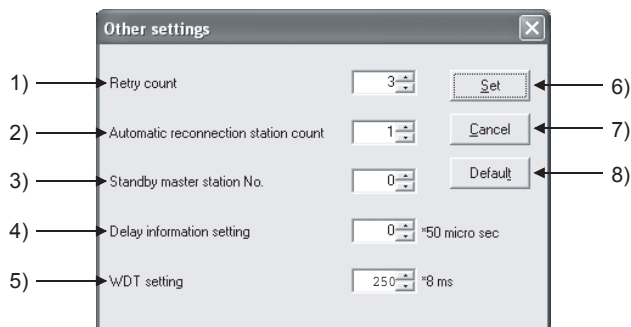 Other settings
1) Retry count 3 Set 6)
2) Automatic reconnection station count 1 Cancel 7)
3) Standby master station No. 0 Default 8)
4) Delay information setting 0 *50 micro sec
5) WDT setting 250 *8 ms